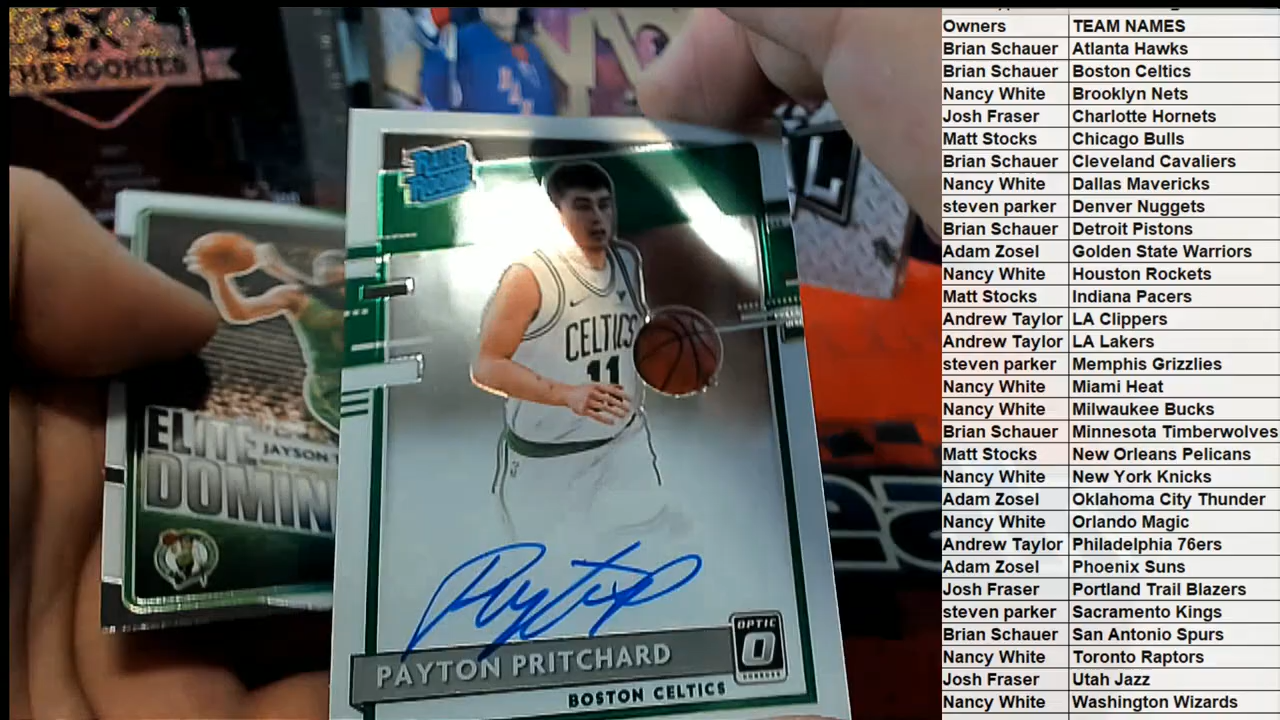 THE ROOKIES
RATED
ROOKIE
CELTICS
11
ELITE
JAYSON
DOMIN
L
OPTIC
O
DONRUSS
PAYTON PRITCHARD
BOSTON CELTICS
Owners TEAM NAMES
Brian Schauer Atlanta Hawks
Brian Schauer Boston Celtics
Nancy White Brooklyn Nets
Josh Fraser Charlotte Hornets
Matt Stocks Chicago Bulls
Brian Schauer Cleveland Cavaliers
Nancy White Dallas Mavericks
steven parker Denver Nuggets
Brian Schauer Detroit Pistons
Adam Zosel Golden State Warriors
Nancy White Houston Rockets
Matt Stocks Indiana Pacers
Andrew Taylor LA Clippers
Andrew Taylor LA Lakers
steven parker Memphis Grizzlies
Nancy White Miami Heat
Nancy White Milwaukee Bucks
Brian Schauer Minnesota Timberwolves
Matt Stocks New Orleans Pelicans
Nancy White New York Knicks
Adam Zosel Oklahoma City Thunder
Nancy White Orlando Magic
Andrew Taylor Philadelphia 76ers
Adam Zosel Phoenix Suns
Josh Fraser Portland Trail Blazers
steven parker Sacramento Kings
Brian Schauer San Antonio Spurs
Nancy White Toronto Raptors
Josh Fraser Utah Jazz
Nancy White Washington Wizards